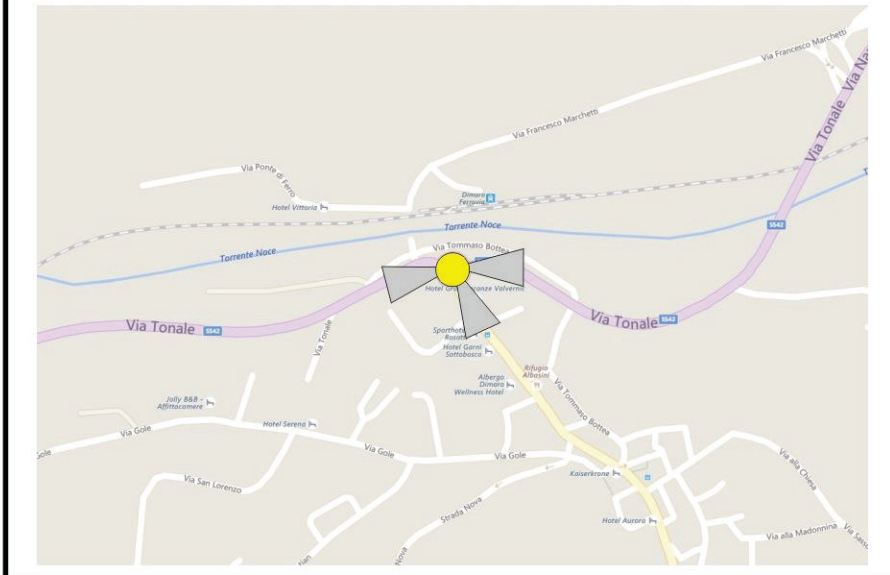 Via Francesco Marchetti
Via Tonale
Via Francesco Marchetti
Via Tonale
Via Ponte di Ferro
Dimaro
Ferrovia
Hotel Vittoria
SS42
Torrente Noce
Via Tommaso Bottea
Torrente Noce
Via Tonale
SS42
Via Tonale
SS42
Via Tonale
Hotel Garni
Sottobosco
Rifugio
Albasini
Albergo
Dimaro
Wellness Hotel
Via Tommaso Bottea
Jolly B&B -
Affittacamere
Hotel Serena
Via Gole
Via Gole
Via Gole
Via alla Chiesa
Kaiserkrone
Via San Lorenzo
Strada Nova
Hotel Aurora
Via alla Madonnina
Nova